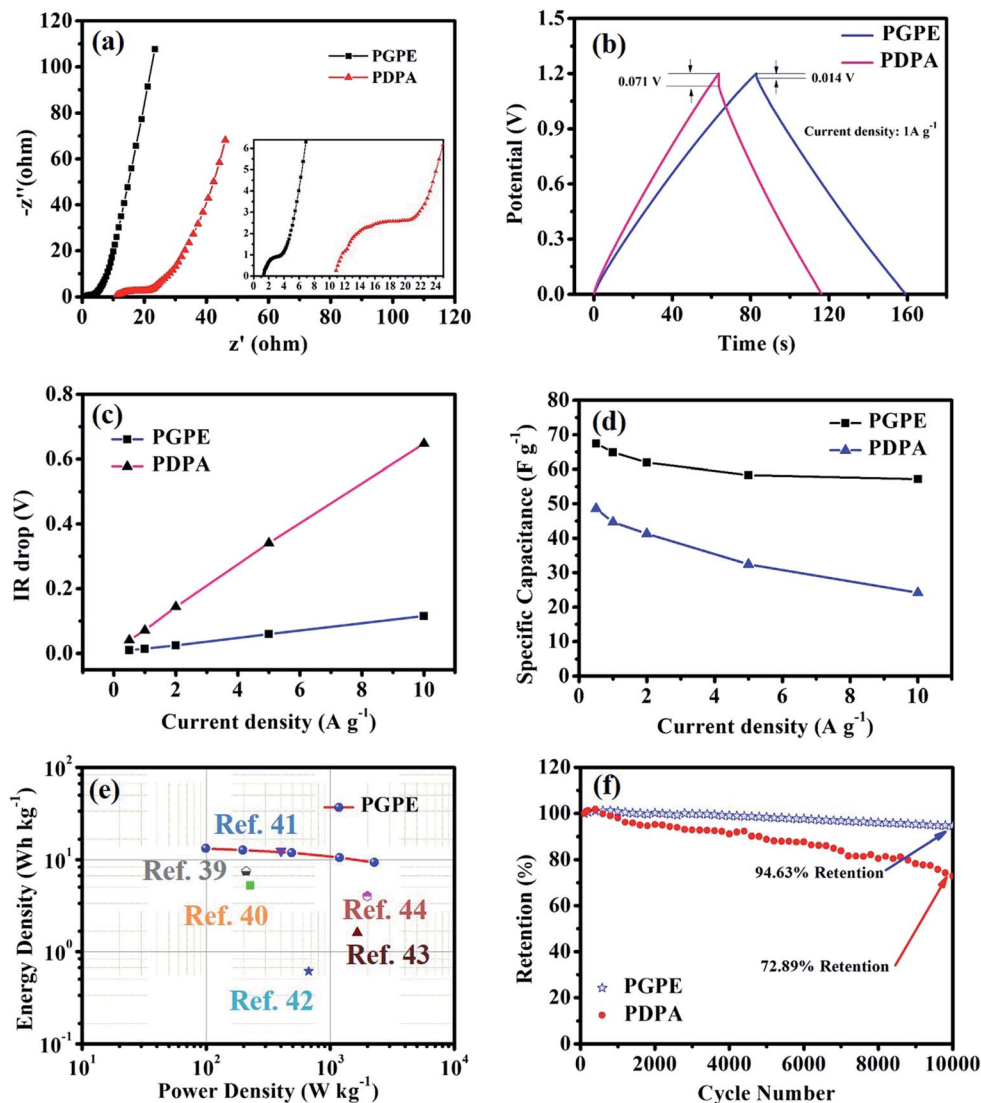 (a)
PGPE
PDPA
120
100
80
60
40
20
0
-z''(ohm)
6
5
4
3
2
1
0
2 4 6 8 10 12 14 16 18 20 22 24
0 20 40 60 80 100 120
z' (ohm)
(b)
PGPE
PDPA
1.5
1.2
0.9
0.6
0.3
0.0
Potential (V)
0.071 V
0.014 V
Current density: 1A g-1
0 40 80 120 160
Time (s)
(c)
PGPE
PDPA
0.8
0.6
0.4
0.2
0.0
IR drop (V)
0 2 4 6 8 10
Current density (A g-1)
(d)
PGPE
PDPA
80
70
60
50
40
30
20
10
0
Specific Capacitance (F g-1)
0 2 4 6 8 10
Current density (A g-1)
(e)
PGPE
102
101
100
10-1
Energy Density (Wh kg-1)
Ref. 41
Ref. 39
Ref. 40
Ref. 44
Ref. 43
Ref. 42
10 102 103 104
Power Density (W kg-1)
(f)
120
100
80
60
40
20
0
Retention (%)
94.63% Retention
72.89% Retention
PGPE
PDPA
0 2000 4000 6000 8000 10000
Cycle Number